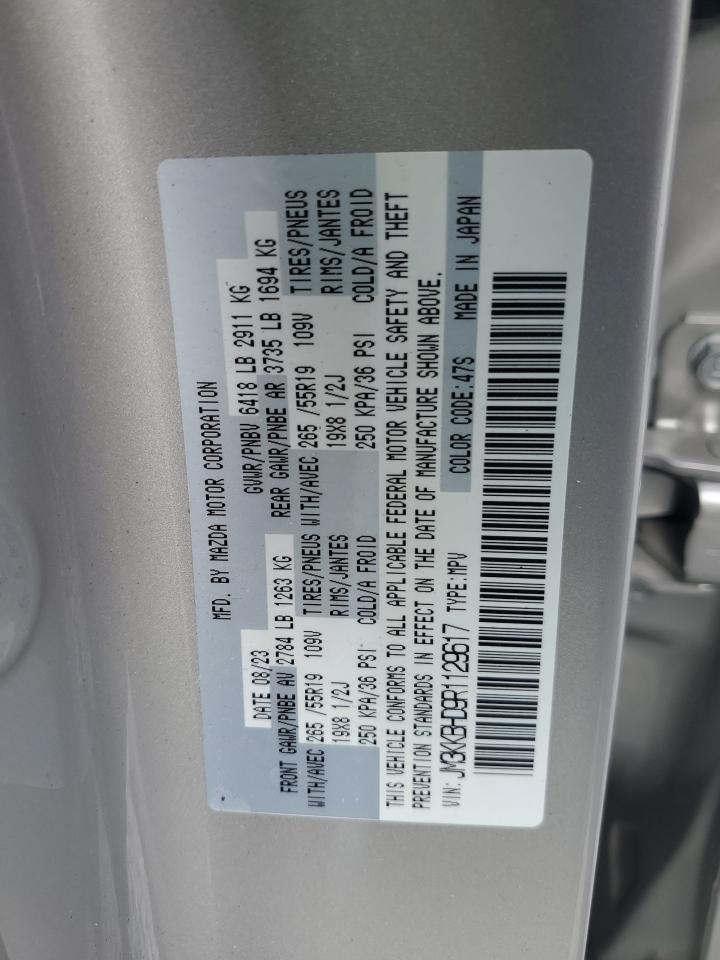 MFD. BY MAZDA MOTOR CORPORATION
DATE 08/23 GVWR/PNBV 6418 LB 2911 KG
FRONT GAWR/PNBE AV 2784 LB 1263 KG REAR GAWR/PNBE AR 3735 LB 1694 KG
WITH/AVEC 265 /55R19 109V TIRES/PNEUS WITH/AVEC 265 /55R19 109V TIRES/PNEUS
19X8 1/2J RIMS/JANTES 19X8 1/2J RIMS/JANTES
250 KPA/36 PSI COLD/A FROID 250 KPA/36 PSI COLD/A FROID
THIS VEHICLE CONFORMS TO ALL APPLICABLE FEDERAL MOTOR VEHICLE SAFETY AND THEFT
PREVENTION STANDARDS IN EFFECT ON THE DATE OF MANUFACTURE SHOWN ABOVE.
VIN: JM3KKBHD9R1129617 TYPE:MPV COLOR CODE:47S MADE IN JAPAN